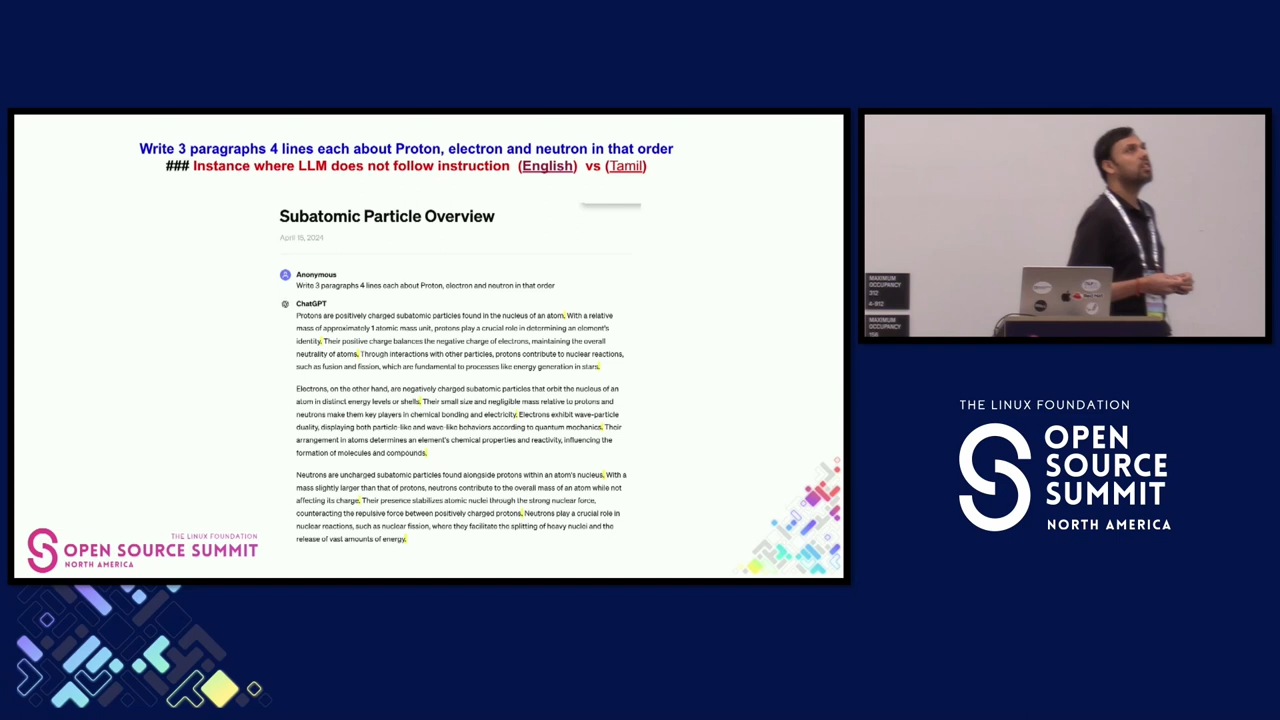 Write 3 paragraphs 4 lines each about Proton, electron and neutron in that order
### Instance where LLM does not follow instruction (English) vs (Tamil)
Subatomic Particle Overview
Anonymous
Write 3 paragraphs 4 lines each about Proton, electron and neutron in that order
ChatGPT
Protons are positively charged subatomic particles found in the nucleus of an atom. With a relative
mass of approximately 1 atomic mass unit, protons play a crucial role in determining an element's
identity. Their positive charge balances the negative charge of electrons, maintaining the overall
neutrality of atoms. Through interactions with other particles, protons contribute to nuclear reactions,
such as fusion and fission, which are fundamental to processes like energy generation in stars.
Electrons, on the other hand, are negatively charged subatomic particles that orbit the nucleus of an
atom in distinct energy levels or shells. Their small size and negligible mass relative to protons and
neutrons make them key players in chemical bonding and electricity. Electrons exhibit wave-particle
duality, displaying both particle-like and wave-like behaviors according to quantum mechanics. Their
arrangement in atoms determines an element's chemical properties and reactivity, influencing the
formation of molecules and compounds.
Neutrons are uncharged subatomic particles found alongside protons within an atom's nucleus. With a
mass slightly larger than that of protons, neutrons contribute to the overall mass of an atom while not
affecting its charge. Their presence stabilizes atomic nuclei through the strong nuclear force,
counteracting the repulsive force between positively charged protons. Neutrons play a crucial role in
nuclear reactions, such as nuclear fission, where they facilitate the splitting of heavy nuclei and the
release of vast amounts of energy.
THE LINUX FOUNDATION
OPEN SOURCE SUMMIT
NORTH AMERICA
MAXIMUM
OCCUPANCY
312
MAXIMUM
OCCUPANCY
THE LINUX FOUNDATION
OPEN
SOURCE
SUMMIT
NORTH AMERICA